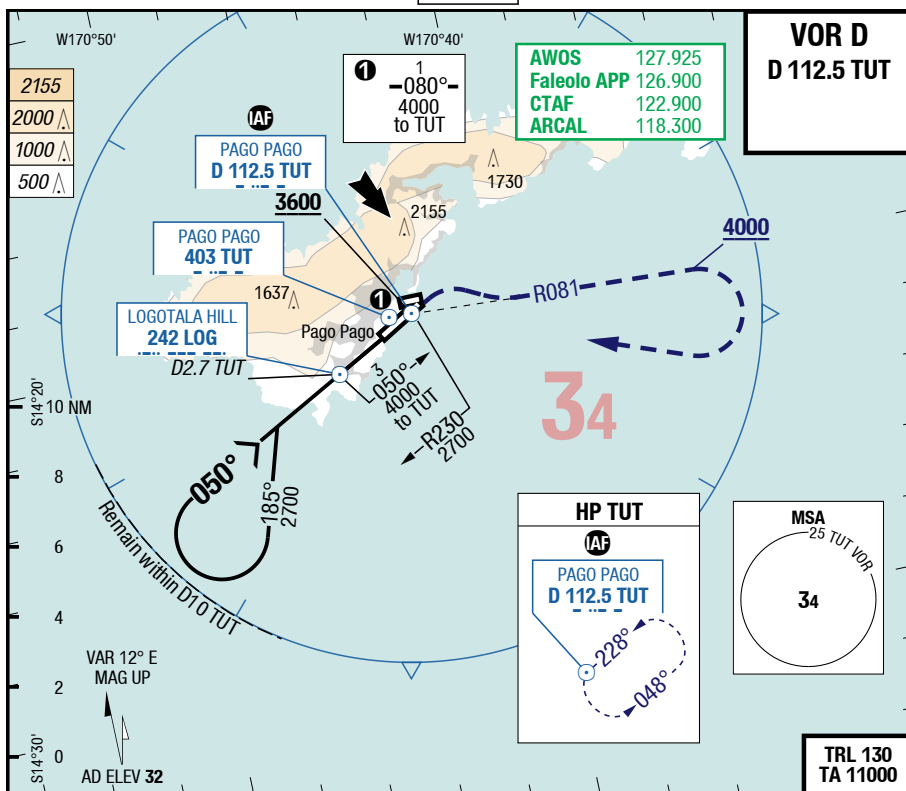 W170°50'
W170°40'
VOR D
D 112.5 TUT
2155
2000
1000
500
❶ 1
080°
4000
to TUT
AWOS 127.925
Faleolo APP 126.900
CTAF 122.900
ARCAL 118.300
IAF
PAGO PAGO
D 112.5 TUT
3600
1730
2155
PAGO PAGO
403 TUT
4000
R081
1637
❶
Pago Pago
LOGOTALA HILL
242 LOG
D2.7 TUT
3
050°
4000
to TUT
R230
2700
34
S14°20'
10 NM
8
6
4
2
0
050°
185°
2700
Remain within D10 TUT
HP TUT
IAF
PAGO PAGO
D 112.5 TUT
228°
048°
MSA
25 TUT VOR
34
VAR 12° E
MAG UP
S14°30'
AD ELEV 32
TRL 130
TA 11000